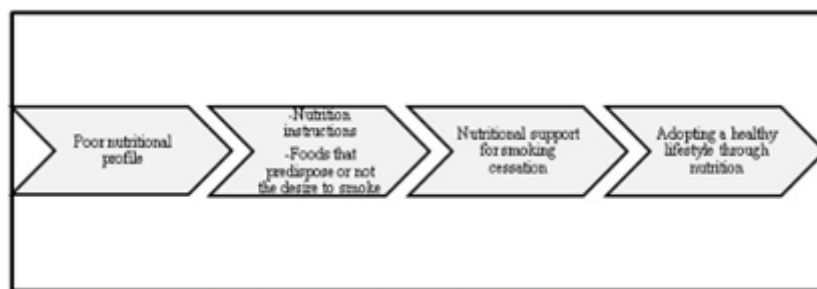 Poor nutritional
profile
-Nutrition
instructions
-Foods that
predispose or not
the desire to smoke
Nutritional support
for smoking
cessation
Adopting a healthy
lifestyle through
nutrition